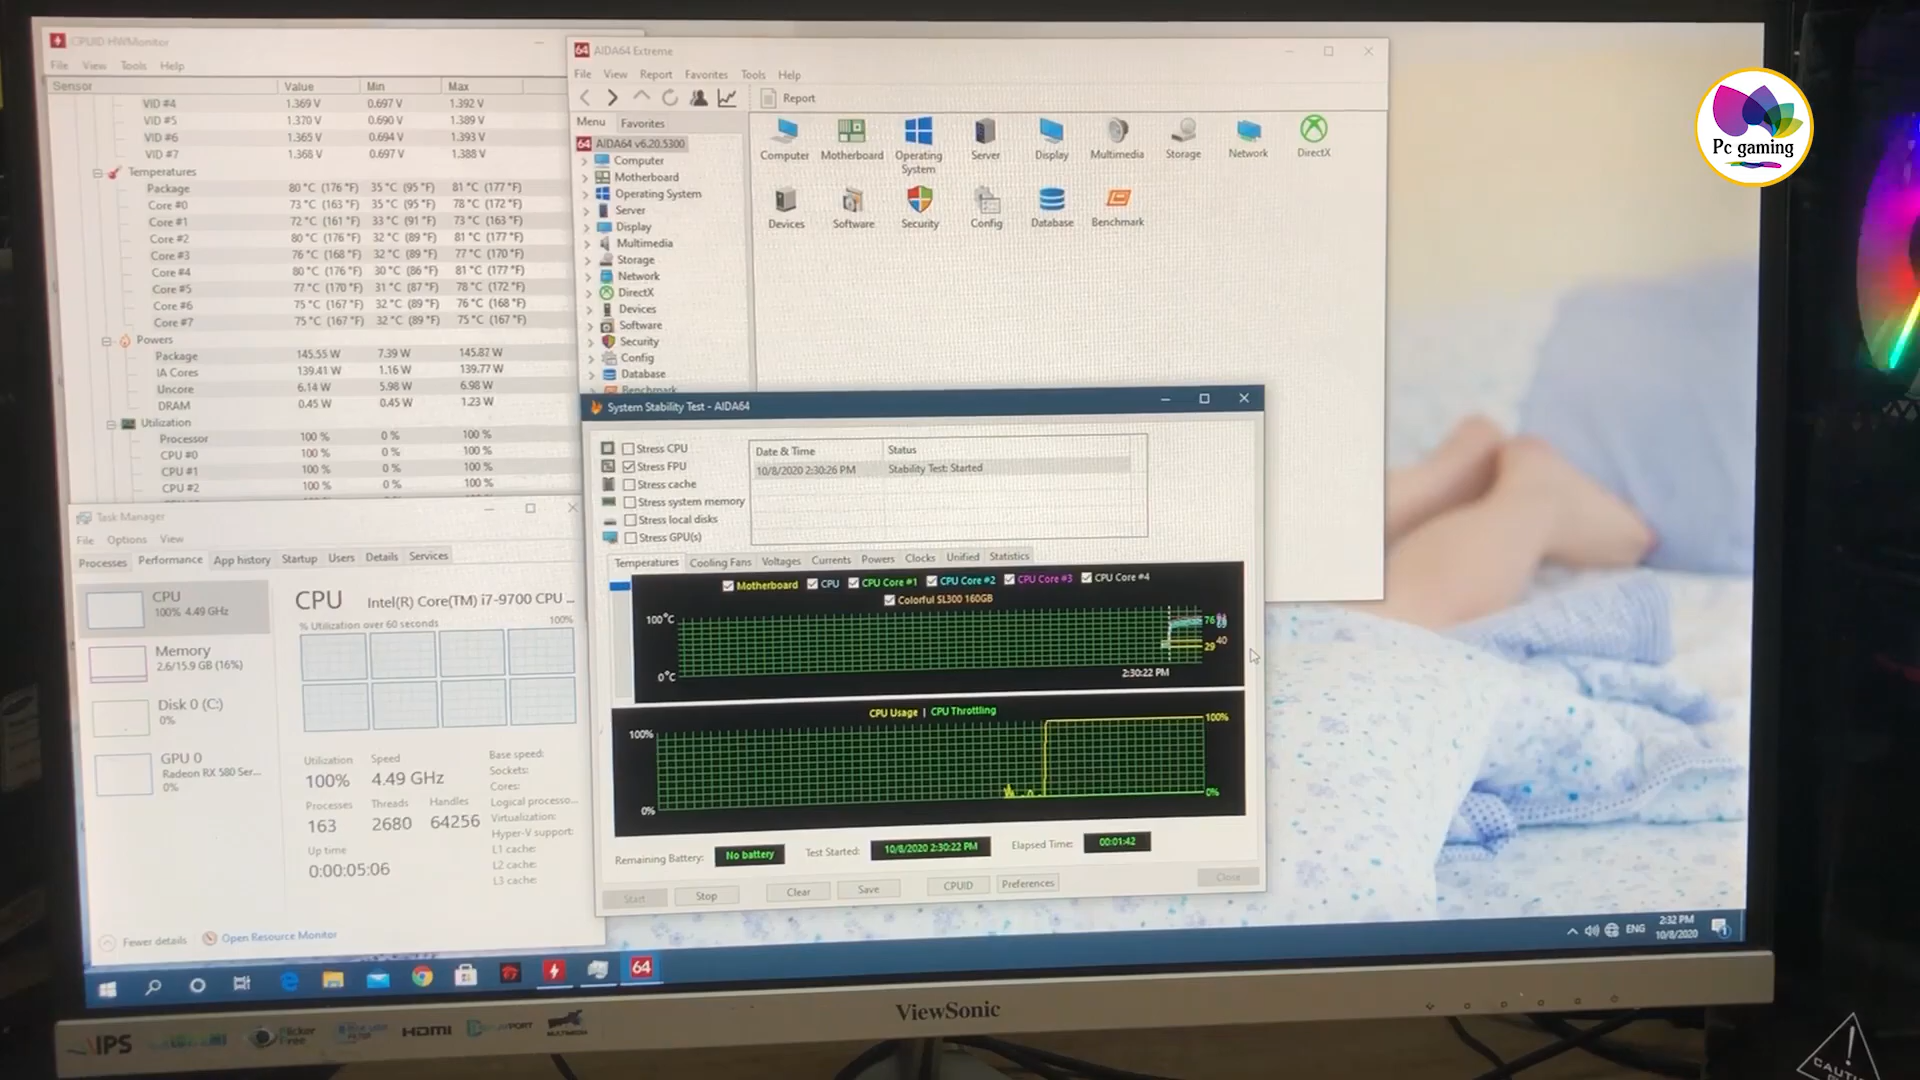 CPUID HWMonitor
File View Tools Help
Sensor Value Min Max
VID #4 1.369 V 0.697 V 1.392 V
VID #5 1.370 V 0.690 V 1.389 V
VID #6 1.365 V 0.694 V 1.393 V
VID #7 1.368 V 0.697 V 1.388 V
Temperatures
Package 80 °C (176 °F) 35 °C (95 °F) 81 °C (177 °F)
Core #0 73 °C (163 °F) 35 °C (95 °F) 78 °C (172 °F)
Core #1 72 °C (161 °F) 33 °C (91 °F) 73 °C (163 °F)
Core #2 80 °C (176 °F) 32 °C (89 °F) 81 °C (177 °F)
Core #3 76 °C (168 °F) 32 °C (89 °F) 77 °C (170 °F)
Core #4 80 °C (176 °F) 30 °C (86 °F) 81 °C (177 °F)
Core #5 77 °C (170 °F) 31 °C (87 °F) 78 °C (172 °F)
Core #6 75 °C (167 °F) 32 °C (89 °F) 76 °C (168 °F)
Core #7 75 °C (167 °F) 32 °C (89 °F) 75 °C (167 °F)
Powers
Package 145.55 W 7.39 W 145.82 W
IA Cores 139.41 W 1.16 W 139.77 W
Uncore 6.14 W 5.98 W 6.98 W
DRAM 0.45 W 0.45 W 1.23 W
Utilization
Processor 100 % 0 % 100 %
CPU #0 100 % 0 % 100 %
CPU #1 100 % 0 % 100 %
CPU #2 100 % 0 % 100 %
64 AIDA64 Extreme
File View Report Favorites Tools Help
Report
Menu Favorites
64 AIDA64 v6.20.5300
Computer
Motherboard
Operating System
Server
Display
Multimedia
Storage
Network
DirectX
Devices
Software
Security
Config
Database
Benchmark
Computer Motherboard Operating System Server Display Multimedia Storage Network DirectX
Devices Software Security Config Database Benchmark
Pc gaming
System Stability Test - AIDA64
Stress CPU
Stress FPU
Stress cache
Stress system memory
Stress local disks
Stress GPU(s)
Date & Time Status
10/8/2020 2:30:26 PM Stability Test: Started
Temperatures Cooling Fans Voltages Currents Powers Clocks Unified Statistics
Motherboard CPU CPU Core #1 CPU Core #2 CPU Core #3 CPU Core #4
Colorful SL300 160GB
100°C
76
40
29
0°C
2:30:22 PM
CPU Usage | CPU Throttling
100% 100%
0% 0%
Remaining Battery: No battery Test Started: 10/8/2020 2:30:22 PM Elapsed Time: 00:01:42
Start Stop Clear Save CPUID Preferences Close
Task Manager
File Options View
Processes Performance App history Startup Users Details Services
CPU
100% 4.49 GHz
Memory
2.6/15.9 GB (16%)
Disk 0 (C:)
0%
GPU 0
Radeon RX 580 Ser...
0%
CPU Intel(R) Core(TM) i7-9700 CPU ...
% Utilization over 60 seconds 100%
Utilization Speed
100% 4.49 GHz
Processes Threads Handles
163 2680 64256
Up time
0:00:05:06
Base speed:
Sockets:
Cores:
Logical processo...
Virtualization:
Hyper-V support:
L1 cache:
L2 cache:
L3 cache:
Fewer details Open Resource Monitor
64
ENG
2:32 PM
10/8/2020
ViewSonic
IPS
Flicker Free
HDMI
MULTIMEDIA
CAUTION